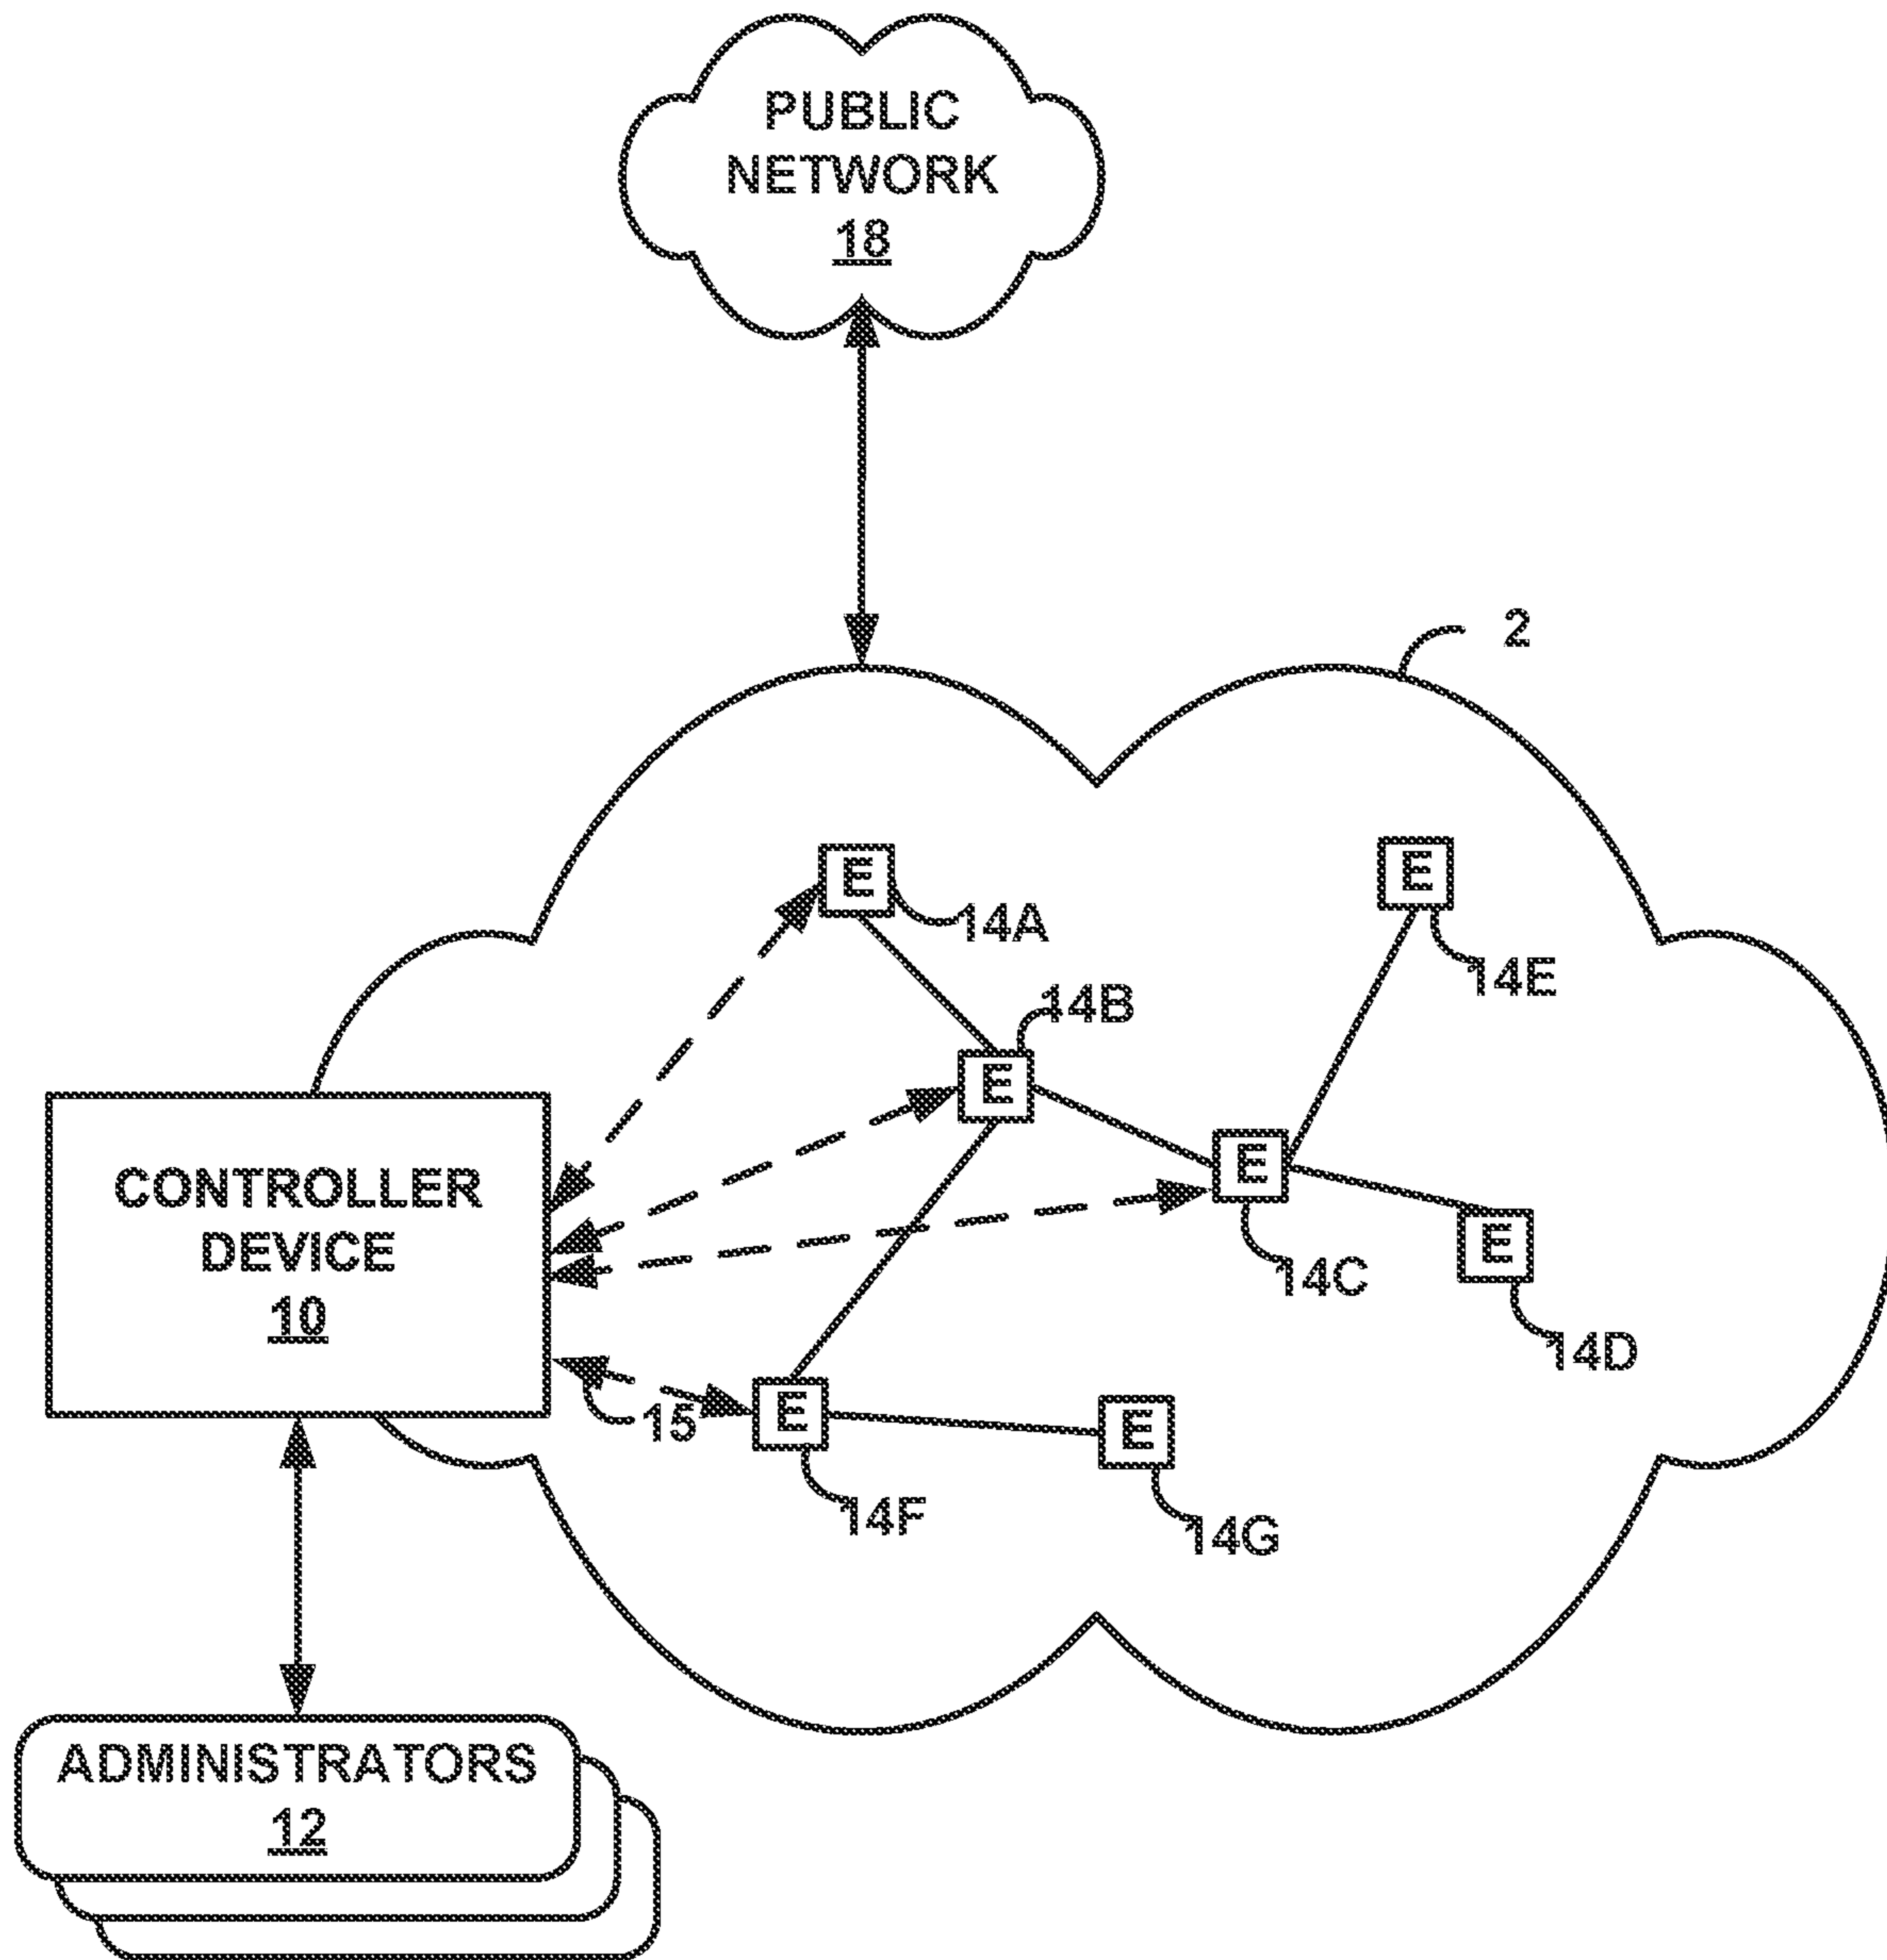 PUBLIC
NETWORK
18
2
E
E
14A
14E
14B
E
E
CONTROLLER
DEVICE
10
14C
E
14D
15
E
E
14F
14G
ADMINISTRATORS
12